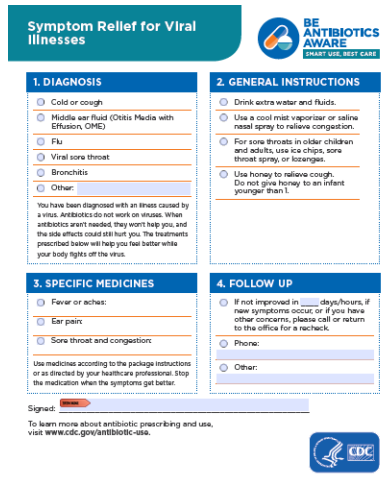 Symptom Relief for Viral
Illnesses
BE
ANTIBIOTICS
AWARE
SMART USE, BEST CARE
1. DIAGNOSIS
Cold or cough
Middle ear fluid (Otitis Media with
Effusion, OME)
Flu
Viral sore throat
Bronchitis
Other:
You have been diagnosed with an illness caused by
a virus. Antibiotics do not work on viruses. When
antibiotics aren't needed, they won't help you, and
the side effects could still hurt you. The treatments
prescribed below will help you feel better while
your body fights off the virus.
2. GENERAL INSTRUCTIONS
Drink extra water and fluids.
Use a cool mist vaporizer or saline
nasal spray to relieve congestion.
For sore throats in older children
and adults, use ice chips, sore
throat spray, or lozenges.
Use honey to relieve cough.
Do not give honey to an infant
younger than 1.
3. SPECIFIC MEDICINES
Fever or aches:
Ear pain:
Sore throat and congestion:
Use medicines according to the package instructions
or as directed by your healthcare professional. Stop
the medication when the symptoms get better.
4. FOLLOW UP
If not improved in ____ days/hours, if
new symptoms occur, or if you have
other concerns, please call or return
to the office for a recheck.
Phone:
Other:
Signed:
To learn more about antibiotic prescribing and use,
visit www.cdc.gov/antibiotic-use.
CDC